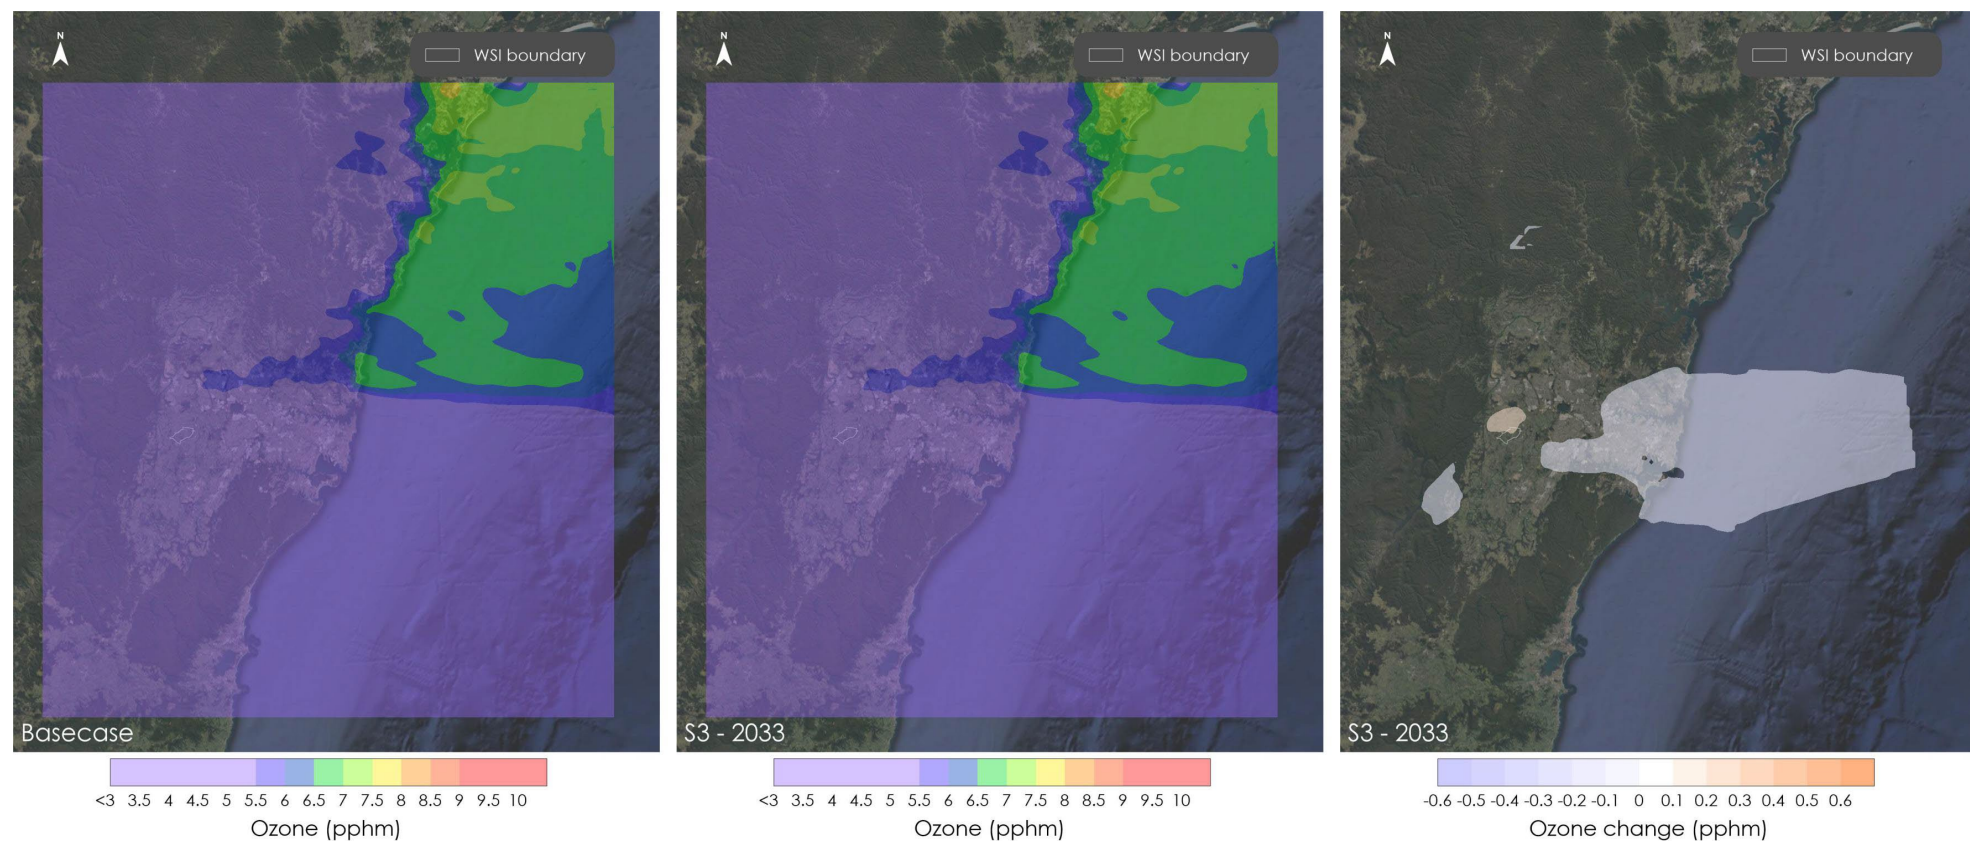 N
WSI boundary
N
WSI boundary
N
WSI boundary
Basecase
S3 - 2033
S3 - 2033
<3 3.5 4 4.5 5 5.5 6 6.5 7 7.5 8 8.5 9 9.5 10
Ozone (pphm)
<3 3.5 4 4.5 5 5.5 6 6.5 7 7.5 8 8.5 9 9.5 10
Ozone (pphm)
-0.6 -0.5 -0.4 -0.3 -0.2 -0.1 0 0.1 0.2 0.3 0.4 0.5 0.6
Ozone change (pphm)